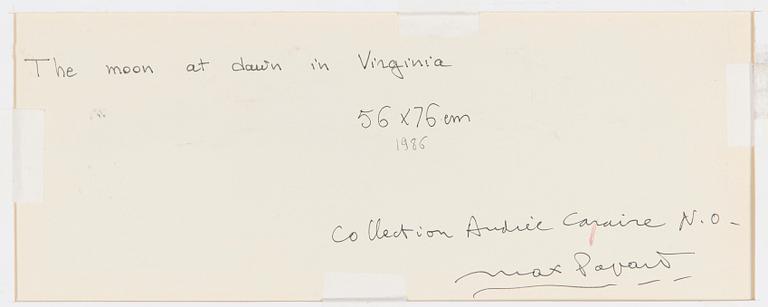 The moon at dawn in Virginia
56 x 76 cm
1986
Collection Andrée Caraire N.O-
Max Papart